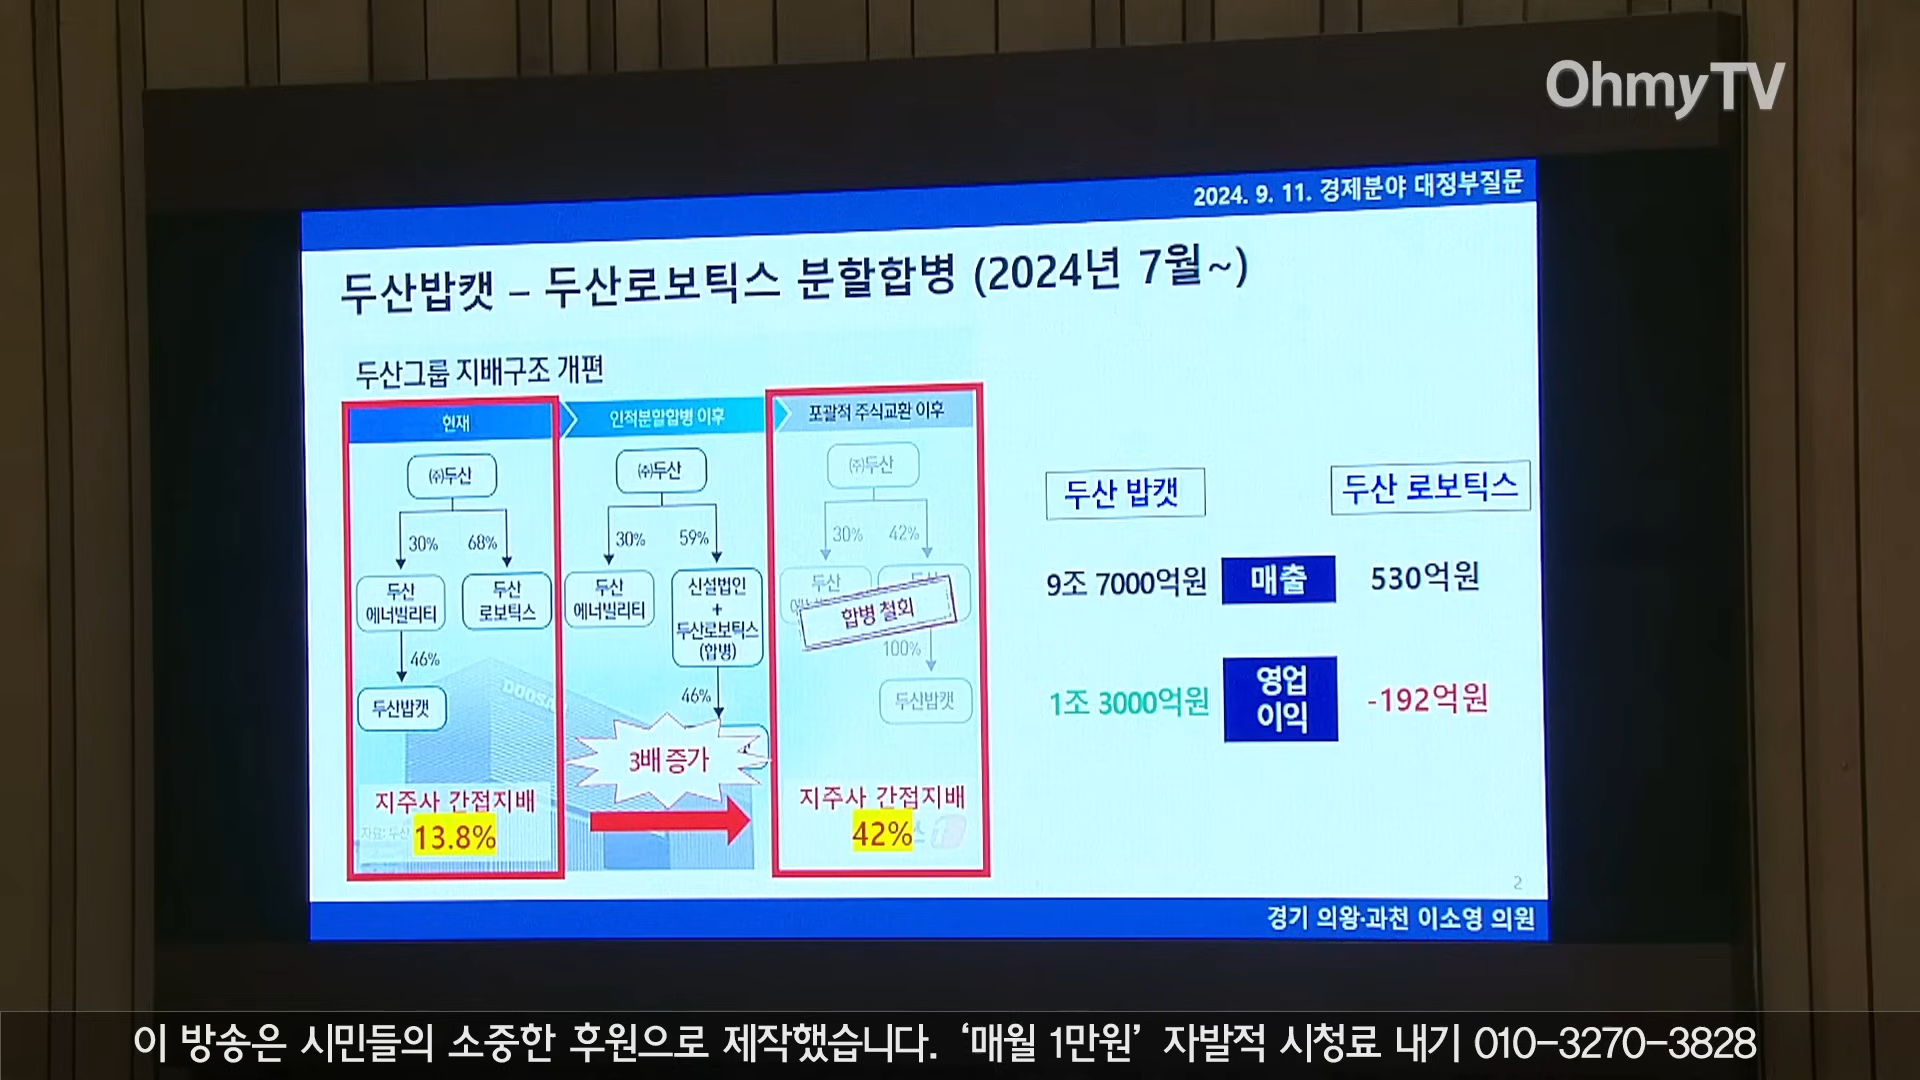 OhmyTV
2024. 9. 11. 경제분야 대정부질문
두산밥캣 – 두산로보틱스 분할합병 (2024년 7월~)
두산그룹 지배구조 개편
현재
㈜두산
30% 68%
두산
에너빌리티
두산
로보틱스
46%
두산밥캣
지주사 간접지배
자료: 두산
13.8%
인적분할합병 이후
㈜두산
30% 59%
두산
에너빌리티
신설법인
+
두산로보틱스
(합병)
46%
DOOSAN
3배 증가
포괄적 주식교환 이후
㈜두산
30% 42%
두산
합병 철회
100%
두산밥캣
지주사 간접지배
42%
두산 밥캣
두산 로보틱스
9조 7000억원 매출 530억원
1조 3000억원 영업
이익 -192억원
2
경기 의왕·과천 이소영 의원
이 방송은 시민들의 소중한 후원으로 제작했습니다. ‘매월 1만원’ 자발적 시청료 내기 010-3270-3828